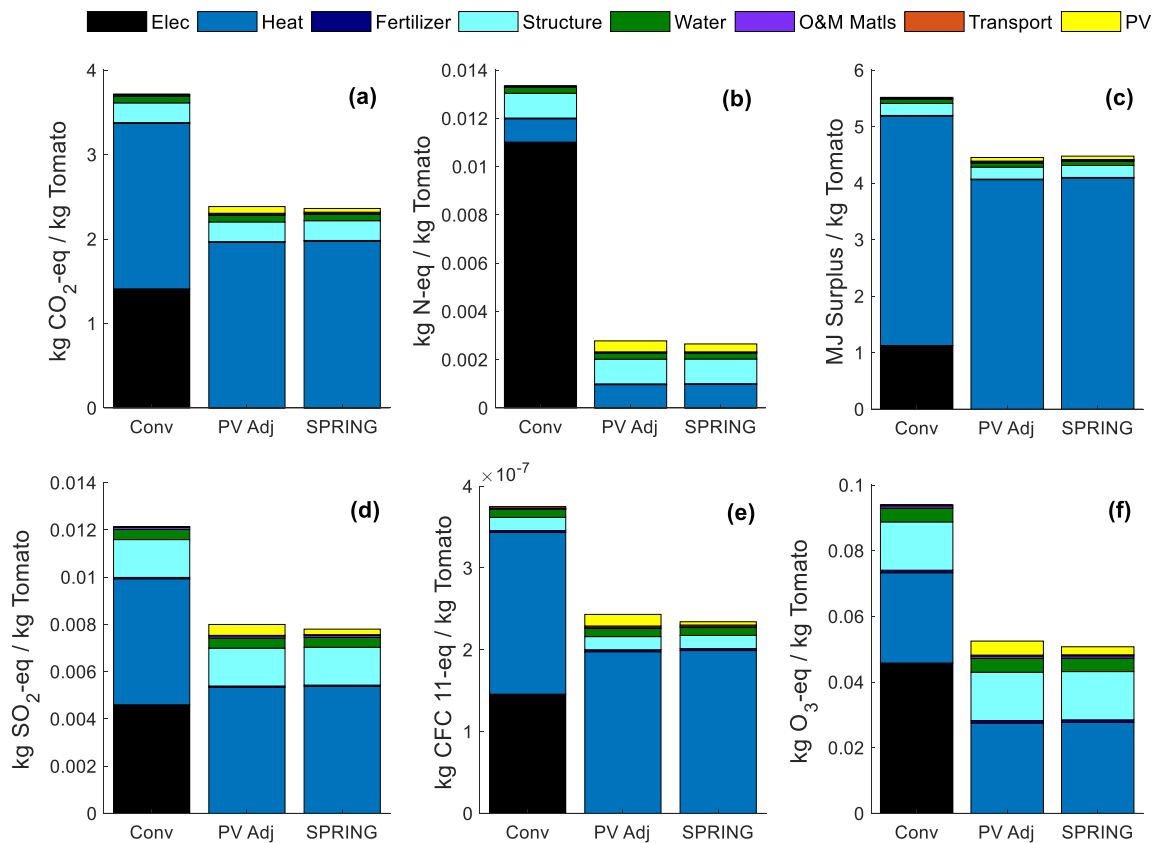 Elec Heat Fertilizer Structure Water O&M Matls Transport PV
(a)
kg CO2-eq / kg Tomato
4
3
2
1
0
Conv PV Adj SPRING
(b)
kg N-eq / kg Tomato
0.014
0.012
0.01
0.008
0.006
0.004
0.002
0
Conv PV Adj SPRING
(c)
MJ Surplus / kg Tomato
6
5
4
3
2
1
0
Conv PV Adj SPRING
(d)
kg SO2-eq / kg Tomato
0.014
0.012
0.01
0.008
0.006
0.004
0.002
0
Conv PV Adj SPRING
(e)
kg CFC 11-eq / kg Tomato
×10-7
4
3
2
1
0
Conv PV Adj SPRING
(f)
kg O3-eq / kg Tomato
0.1
0.08
0.06
0.04
0.02
0
Conv PV Adj SPRING